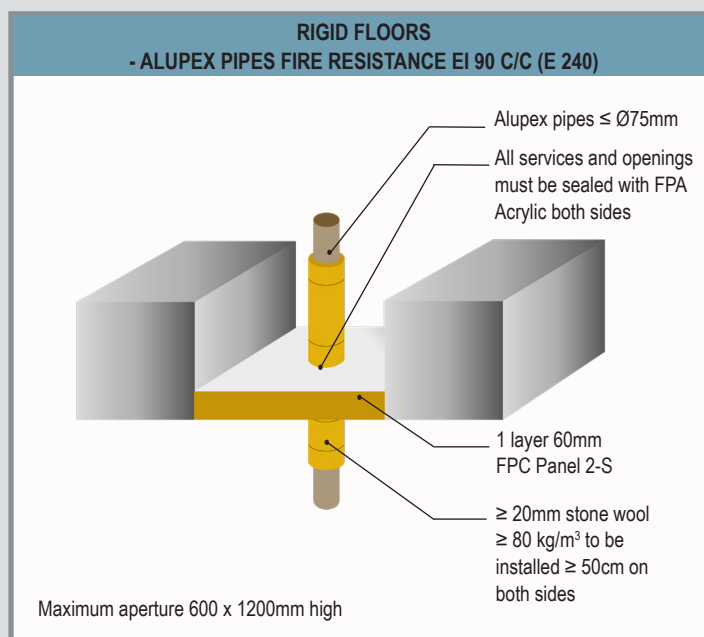 RIGID FLOORS
- ALUPEX PIPES FIRE RESISTANCE EI 90 C/C (E 240)
Alupex pipes ≤ Ø75mm
All services and openings
must be sealed with FPA
Acrylic both sides
1 layer 60mm
FPC Panel 2-S
≥ 20mm stone wool
≥ 80 kg/m³ to be
installed ≥ 50cm on
both sides
Maximum aperture 600 x 1200mm high